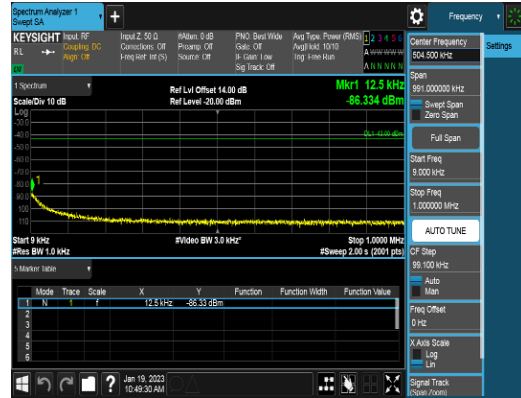 Spectrum Analyzer 1
Swept SA
+
Frequency
KEYSIGHT
RL
Input: RF
Coupling: DC
Align: Off
Input Z: 50 Ω
Corrections: Off
Freq Ref: Int (S)
#Atten: 0 dB
Preamp: Off
Source: Off
PNO: Best Wide
Gate: Off
IF Gain: Low
Sig Track: Off
Avg Type: Power (RMS)
Avg|Hold: 10/10
Trig: Free Run
1 2 3 4 5 6
A W W W W W
A N N N N N
1 Spectrum
Scale/Div 10 dB
Ref Lvl Offset 14.00 dB
Ref Level -20.00 dBm
Mkr1 12.5 kHz
-86.334 dBm
Log
-30.0
-40.0
-50.0
-60.0
-70.0
-80.0
-90.0
-100
-110
DL1 -43.00 dBm
1
Start 9 kHz
#Res BW 1.0 kHz
#Video BW 3.0 kHz*
Stop 1.0000 MHz
#Sweep 2.00 s (2001 pts)
5 Marker Table
Mode Trace Scale X Y Function Function Width Function Value
1 N 1 f 12.5 kHz -86.33 dBm
2
3
4
5
6
Jan 19, 2023
10:49:30 AM
Center Frequency
504.500 kHz
Settings
Span
991.000000 kHz
Swept Span
Zero Span
Full Span
Start Freq
9.000 kHz
Stop Freq
1.000000 MHz
AUTO TUNE
CF Step
99.100 kHz
Auto
Man
Freq Offset
0 Hz
X Axis Scale
Log
Lin
Signal Track
(Span Zoom)